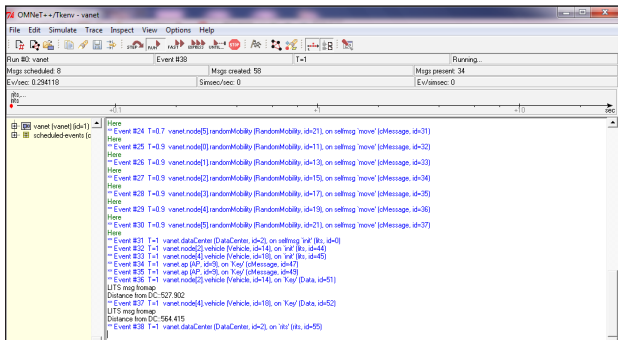 OMNeT++/Tkenv - vanet
File Edit Simulate Trace Inspect View Options Help
STEP RUN FAST EXPRESS UNTIL... STOP
Run #0: vanet Event #38 T=1 Running...
Msgs scheduled: 8 Msgs created: 58 Msgs present: 34
Ev/sec: 0.294118 Simsec/sec: 0 Ev/simsec: 0
rits,...
rits
+0.1 +1 +10 sec
vanet (vanet) (id=1)
scheduled-events (c
Here
** Event #24 T=0.7 vanet.node[5].randomMobility (RandomMobility, id=21), on selfmsg `move' (cMessage, id=31)
Here
** Event #25 T=0.9 vanet.node[0].randomMobility (RandomMobility, id=11), on selfmsg `move' (cMessage, id=32)
Here
** Event #26 T=0.9 vanet.node[1].randomMobility (RandomMobility, id=13), on selfmsg `move' (cMessage, id=33)
Here
** Event #27 T=0.9 vanet.node[2].randomMobility (RandomMobility, id=15), on selfmsg `move' (cMessage, id=34)
Here
** Event #28 T=0.9 vanet.node[3].randomMobility (RandomMobility, id=17), on selfmsg `move' (cMessage, id=35)
Here
** Event #29 T=0.9 vanet.node[4].randomMobility (RandomMobility, id=19), on selfmsg `move' (cMessage, id=36)
Here
** Event #30 T=0.9 vanet.node[5].randomMobility (RandomMobility, id=21), on selfmsg `move' (cMessage, id=37)
Here
** Event #31 T=1 vanet.dataCenter (DataCenter, id=2), on selfmsg `init' (lits, id=0)
** Event #32 T=1 vanet.node[2].vehicle (Vehicle, id=14), on `init' (lits, id=44)
** Event #33 T=1 vanet.node[4].vehicle (Vehicle, id=18), on `init' (lits, id=45)
** Event #34 T=1 vanet.ap (AP, id=9), on `Key' (cMessage, id=47)
** Event #35 T=1 vanet.ap (AP, id=9), on `Key' (cMessage, id=49)
** Event #36 T=1 vanet.node[2].vehicle (Vehicle, id=14), on `Key' (Data, id=51)
LITS msg fromap
Distance from DC::527.902
** Event #37 T=1 vanet.node[4].vehicle (Vehicle, id=18), on `Key' (Data, id=52)
LITS msg fromap
Distance from DC::564.415
** Event #38 T=1 vanet.dataCenter (DataCenter, id=2), on `rits' (rits, id=55)